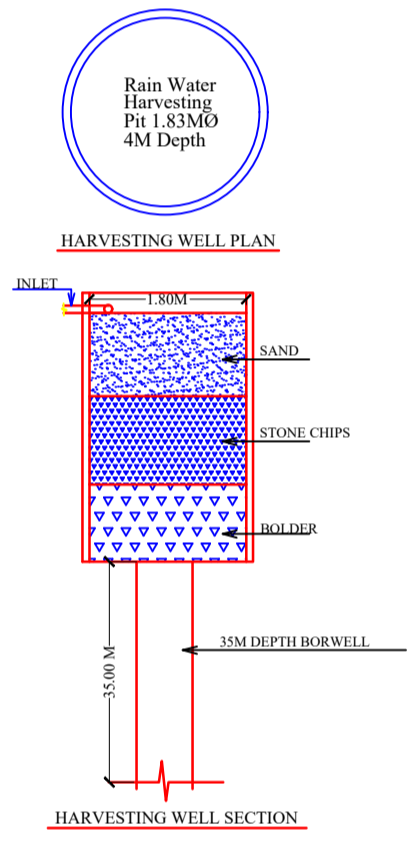 Rain Water
Harvesting
Pit 1.83MØ
4M Depth
HARVESTING WELL PLAN
INLET
1.80M
SAND
STONE CHIPS
BOLDER
35M DEPTH BORWELL
35.00 M
HARVESTING WELL SECTION